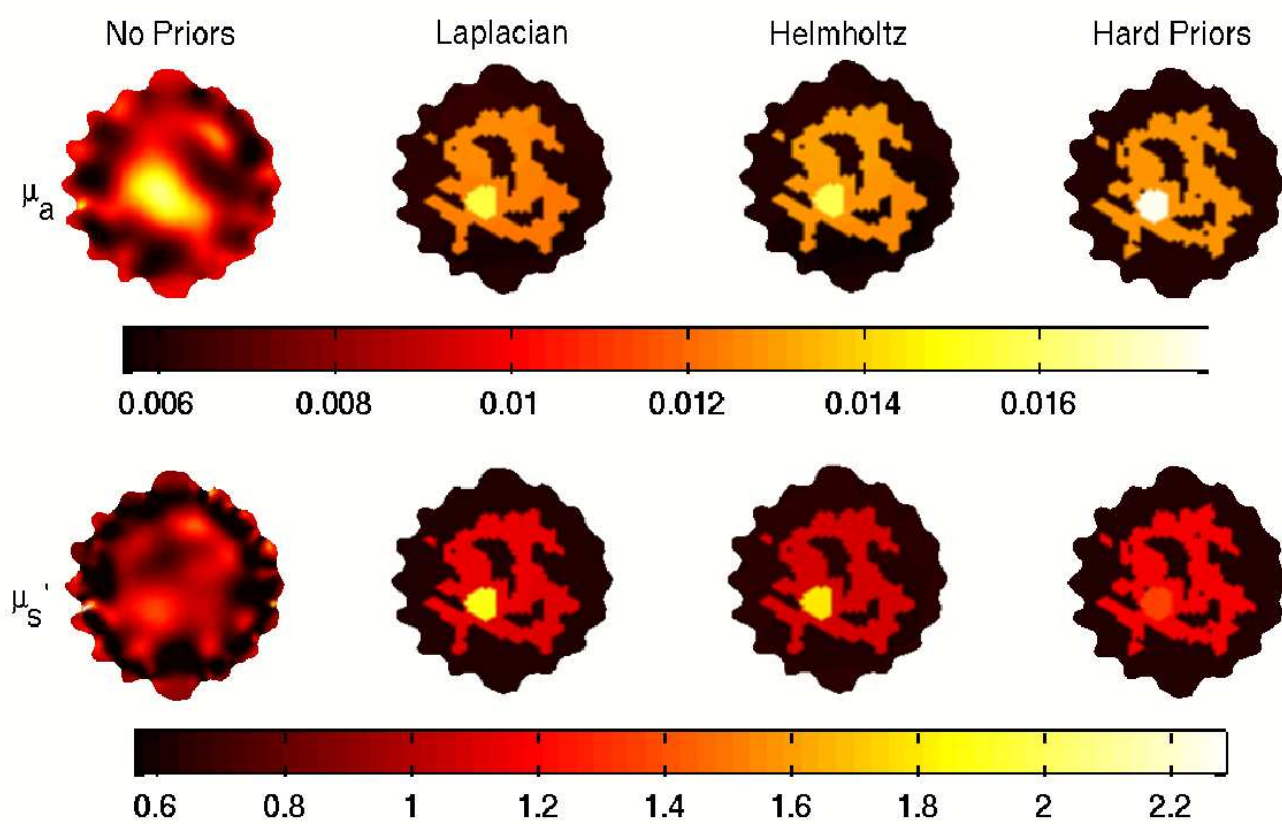 No Priors Laplacian Helmholtz Hard Priors
μa
0.006 0.008 0.01 0.012 0.014 0.016
μs'
0.6 0.8 1 1.2 1.4 1.6 1.8 2 2.2